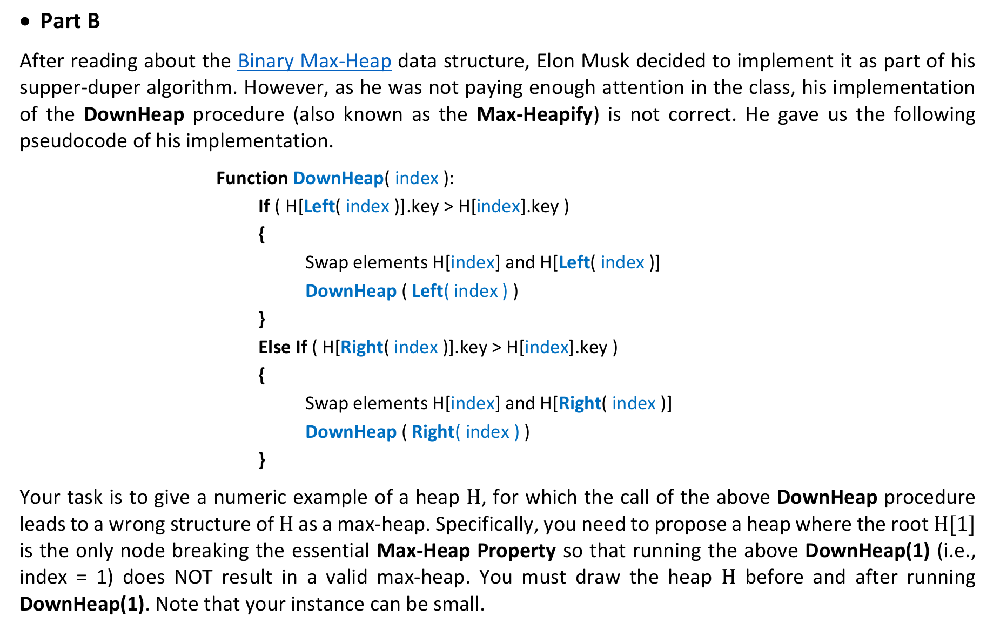 • Part B
After reading about the Binary Max-Heap data structure, Elon Musk decided to implement it as part of his
supper-duper algorithm. However, as he was not paying enough attention in the class, his implementation
of the DownHeap procedure (also known as the Max-Heapify) is not correct. He gave us the following
pseudocode of his implementation.
Function DownHeap( index ):
If ( H[Left( index )].key > H[index].key )
{
Swap elements H[index] and H[Left( index )]
DownHeap ( Left( index ) )
}
Else If ( H[Right( index )].key > H[index].key )
{
Swap elements H[index] and H[Right( index )]
DownHeap ( Right( index ) )
}
Your task is to give a numeric example of a heap H, for which the call of the above DownHeap procedure
leads to a wrong structure of H as a max-heap. Specifically, you need to propose a heap where the root H[1]
is the only node breaking the essential Max-Heap Property so that running the above DownHeap(1) (i.e.,
index = 1) does NOT result in a valid max-heap. You must draw the heap H before and after running
DownHeap(1). Note that your instance can be small.